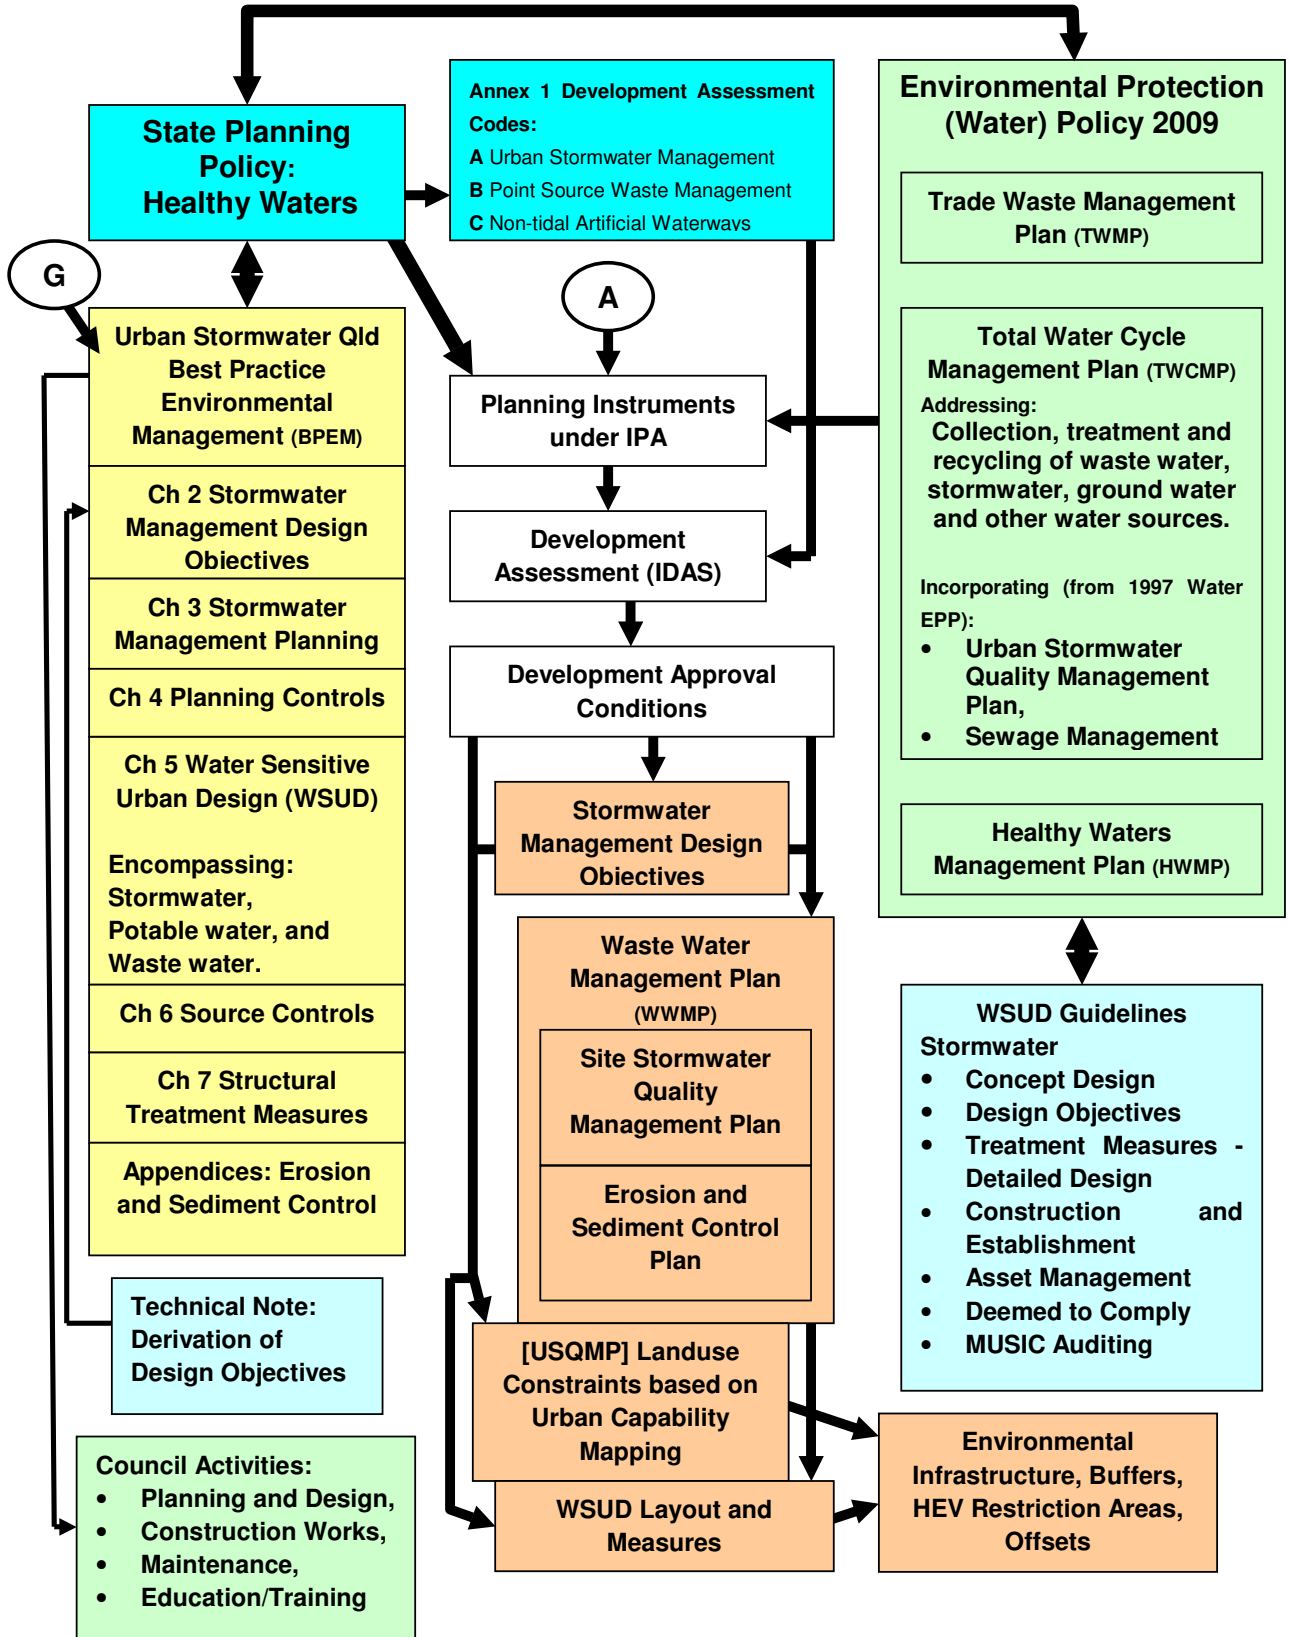 State Planning
Policy:
Healthy Waters
Annex 1 Development Assessment
Codes:
A Urban Stormwater Management
B Point Source Waste Management
C Non-tidal Artificial Waterways
Environmental Protection
(Water) Policy 2009
Trade Waste Management
Plan (TWMP)
Total Water Cycle
Management Plan (TWCMP)
Addressing:
Collection, treatment and
recycling of waste water,
stormwater, ground water
and other water sources.
Incorporating (from 1997 Water
EPP):
• Urban Stormwater
Quality Management
Plan,
• Sewage Management
Healthy Waters
Management Plan (HWMP)
G
A
Urban Stormwater Qld
Best Practice
Environmental
Management (BPEM)
Ch 2 Stormwater
Management Design
Objectives
Ch 3 Stormwater
Management Planning
Ch 4 Planning Controls
Ch 5 Water Sensitive
Urban Design (WSUD)
Encompassing:
Stormwater,
Potable water, and
Waste water.
Ch 6 Source Controls
Ch 7 Structural
Treatment Measures
Appendices: Erosion
and Sediment Control
Technical Note:
Derivation of
Design Objectives
Council Activities:
• Planning and Design,
• Construction Works,
• Maintenance,
• Education/Training
Planning Instruments
under IPA
Development
Assessment (IDAS)
Development Approval
Conditions
Stormwater
Management Design
Objectives
Waste Water
Management Plan
(WWMP)
Site Stormwater
Quality
Management Plan
Erosion and
Sediment Control
Plan
[USQMP] Landuse
Constraints based on
Urban Capability
Mapping
WSUD Layout and
Measures
WSUD Guidelines
Stormwater
• Concept Design
• Design Objectives
• Treatment Measures -
Detailed Design
• Construction and
Establishment
• Asset Management
• Deemed to Comply
• MUSIC Auditing
Environmental
Infrastructure, Buffers,
HEV Restriction Areas,
Offsets